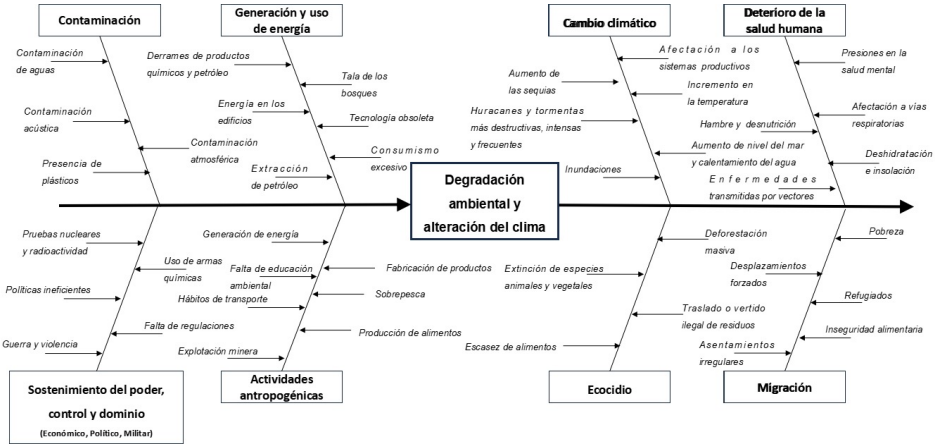 Contaminación
Contaminación
de aguas
Contaminación
acústica
Contaminación
atmosférica
Presencia de
plásticos
Generación y uso
de energía
Derrames de productos
químicos y petróleo
Tala de los
bosques
Energía en los
edificios
Tecnología obsoleta
Consumismo
excesivo
Extracción
de petróleo
Cambio climático
Afectación a los
sistemas productivos
Aumento de
las sequias
Incremento en
la temperatura
Huracanes y tormentas
más destructivas, intensas
y frecuentes
Aumento de nivel del mar
y calentamiento del agua
Inundaciones
Deterioro de la
salud humana
Presiones en la
salud mental
Afectación a vías
respiratorias
Hambre y desnutrición
Deshidratación
e insolación
Enfermedades
transmitidas por vectores
Degradación
ambiental y
alteración del clima
Pruebas nucleares
y radioactividad
Uso de armas
químicas
Políticas ineficientes
Falta de regulaciones
Guerra y violencia
Sostenimiento del poder,
control y dominio
(Económico, Político, Militar)
Generación de energía
Fabricación de productos
Falta de educación
ambiental
Sobrepesca
Hábitos de transporte
Producción de alimentos
Explotación minera
Actividades
antropogénicas
Deforestación
masiva
Extinción de especies
animales y vegetales
Traslado o vertido
ilegal de residuos
Escasez de alimentos
Ecocidio
Pobreza
Desplazamientos
forzados
Refugiados
Inseguridad alimentaria
Asentamientos
irregulares
Migración